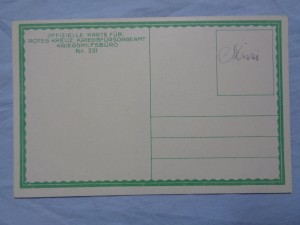 OFFIZIELLE KARTE FÜR
ROTES KREUZ, KRIEGSFÜRSORGEAMT
KRIEGSHILFSBÜRO
NR. 331